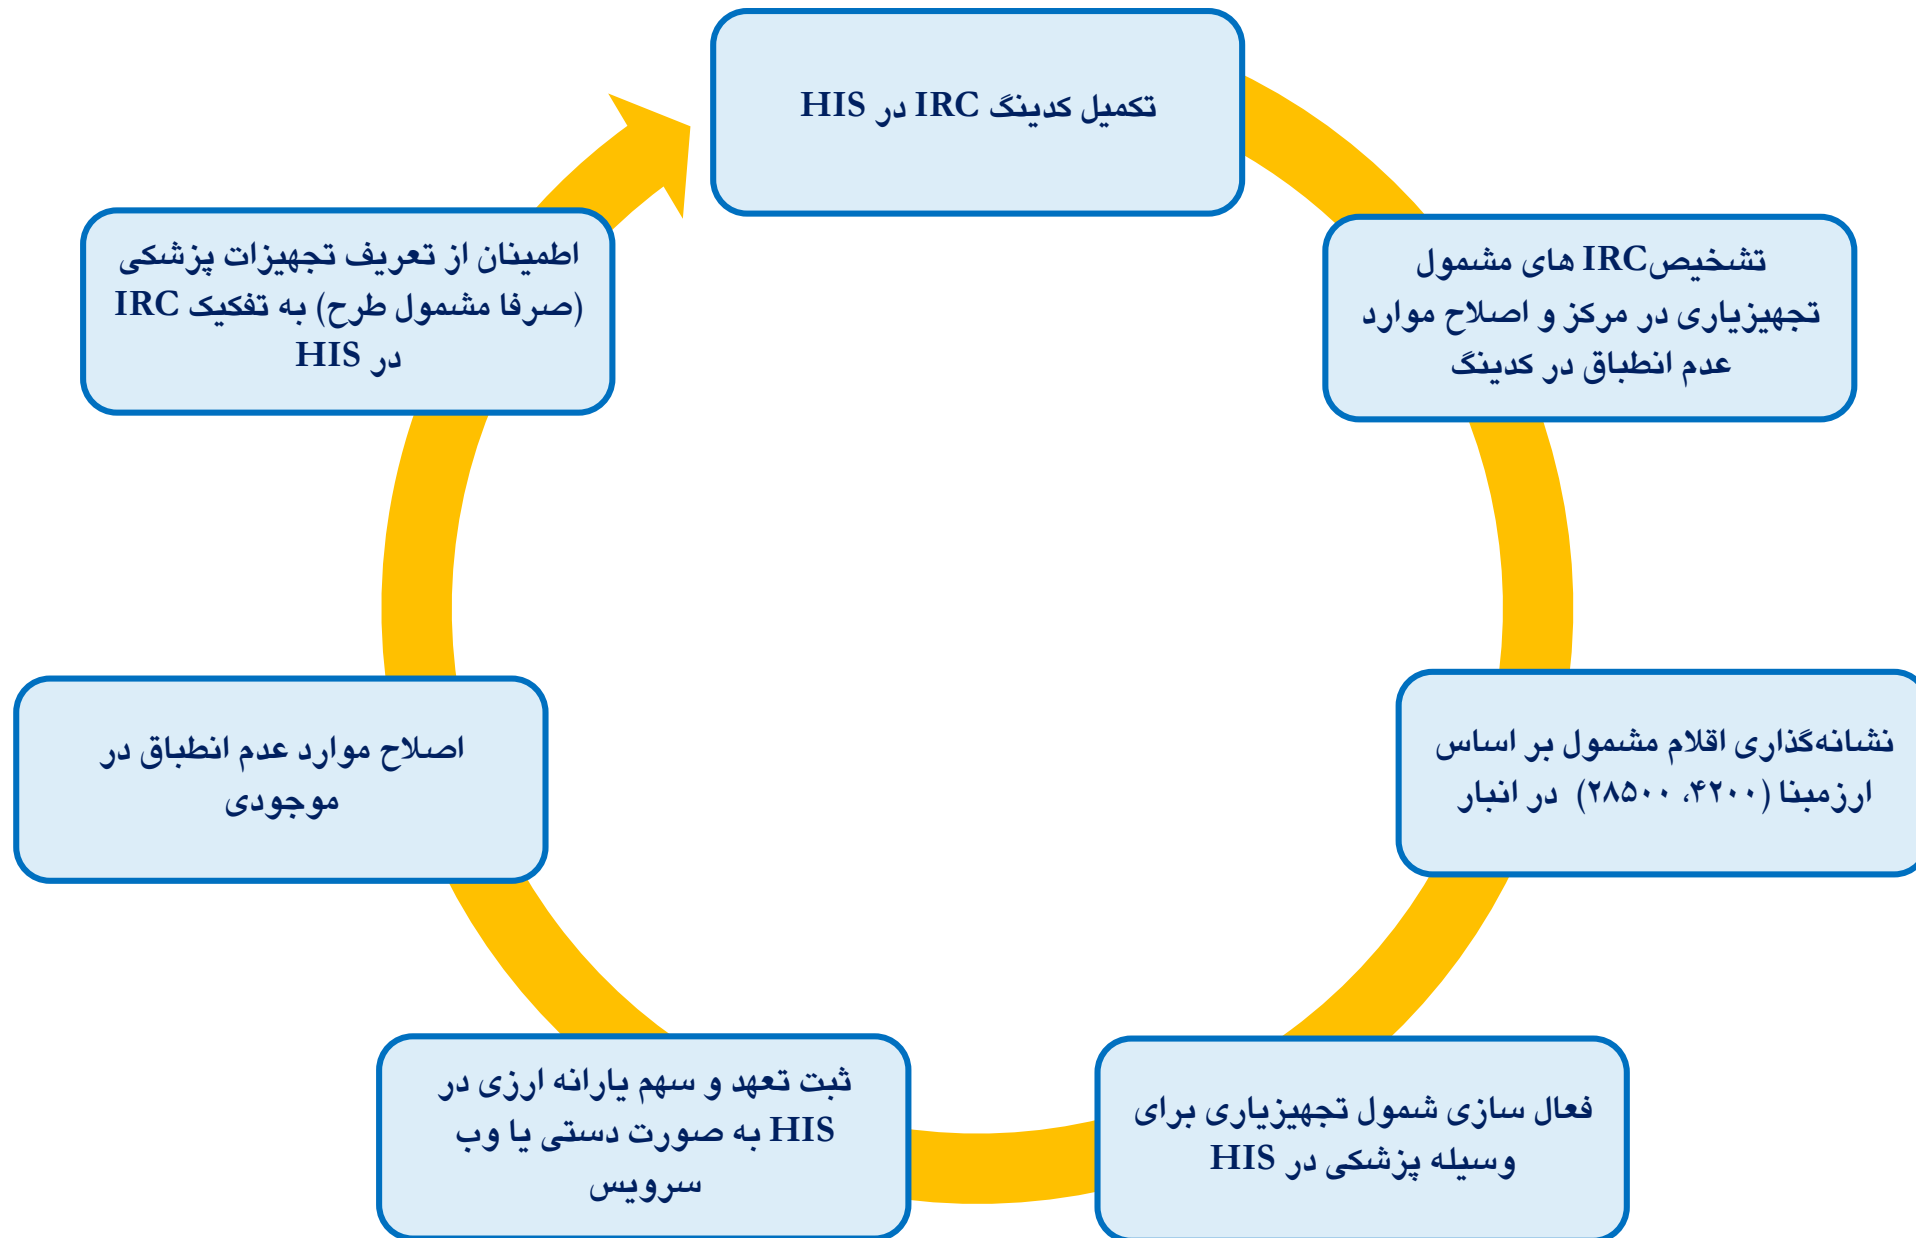 تکمیل کدینگ IRC در HIS
تشخیصIRC های مشمول
تجهیزیاری در مرکز و اصلاح موارد
عدم انطباق در کدینگ
نشانه‌گذاری اقلام مشمول بر اساس
ارزمبنا (۴۲۰۰، ۲۸۵۰۰) در انبار
فعال سازی شمول تجهیزیاری برای
وسیله پزشکی در HIS
ثبت تعهد و سهم یارانه ارزی در
HIS به صورت دستی یا وب
سرویس
اصلاح موارد عدم انطباق در
موجودی
اطمینان از تعریف تجهیزات پزشکی
(صرفا مشمول طرح) به تفکیک IRC
در HIS